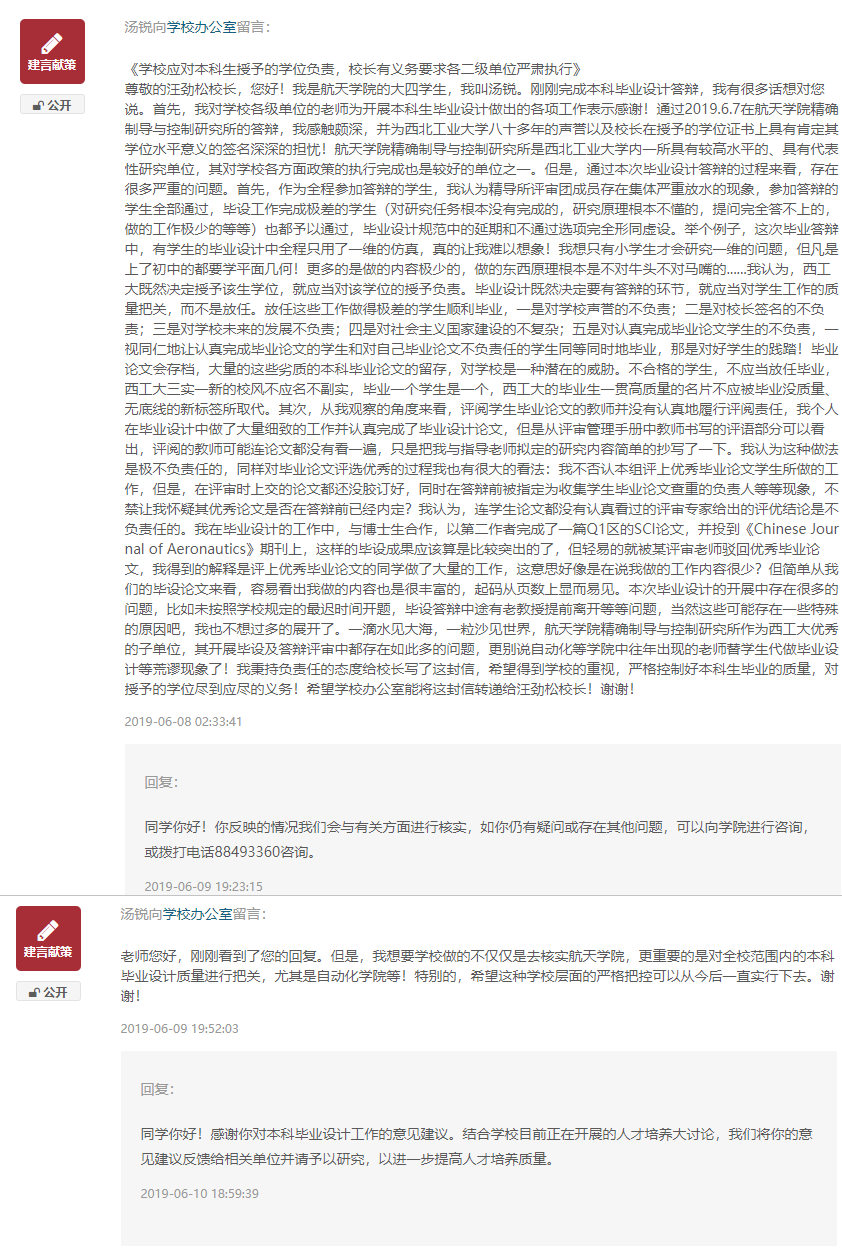 汤锐向学校办公室留言：
建言献策
公开
《学校应对本科生授予的学位负责，校长有义务要求各二级单位严肃执行》
尊敬的汪劲松校长，您好！我是航天学院的大四学生，我叫汤锐。刚刚完成本科毕业设计答辩，我有很多话想对您
说。首先，我对学校各级单位的老师为开展本科生毕业设计做出的各项工作表示感谢！通过2019.6.7在航天学院精确
制导与控制研究所的答辩，我感触颇深，并为西北工业大学八十多年的声誉以及校长在授予的学位证书上具有肯定其
学位水平意义的签名深深的担忧！航天学院精确制导与控制研究所是西北工业大学内一所具有较高水平的、具有代表
性研究单位，其对学校各方面政策的执行完成也是较好的单位之一。但是，通过本次毕业设计答辩的过程来看，存在
很多严重的问题。首先，作为全程参加答辩的学生，我认为精导所评审团成员存在集体严重放水的现象，参加答辩的
学生全部通过，毕设工作完成极差的学生（对研究任务根本没有完成的，研究原理根本不懂的，提问完全答不上的，
做的工作极少的等等）也都予以通过，毕业设计规范中的延期和不通过选项完全形同虚设。举个例子，这次毕业答辩
中，有学生的毕业设计中全程只用了一维的仿真，真的让我难以想象！我想只有小学生才会研究一维的问题，但凡是
上了初中的都要学平面几何！更多的是做的内容极少的，做的东西原理根本是不对牛头不对马嘴的......我认为，西工
大既然决定授予该生学位，就应当对该学位的授予负责。毕业设计既然决定要有答辩的环节，就应当对学生工作的质
量把关，而不是放任。放任这些工作做得极差的学生顺利毕业，一是对学校声誉的不负责；二是对校长签名的不负
责；三是对学校未来的发展不负责；四是对社会主义国家建设的不复杂；五是对认真完成毕业论文学生的不负责，一
视同仁地让认真完成毕业论文的学生和对自己毕业论文不负责任的学生同等同时地毕业，那是对好学生的践踏！毕业
论文会存档，大量的这些劣质的本科毕业论文的留存，对学校是一种潜在的威胁。不合格的学生，不应当放任毕业，
西工大三实一新的校风不应名不副实，毕业一个学生是一个，西工大的毕业生一贯高质量的名片不应被毕业没质量、
无底线的新标签所取代。其次，从我观察的角度来看，评阅学生毕业论文的教师并没有认真地履行评阅责任，我个人
在毕业设计中做了大量细致的工作并认真完成了毕业设计论文，但是从评审管理手册中教师书写的评语部分可以看
出，评阅的教师可能连论文都没有看一遍，只是把我与指导老师拟定的研究内容简单的抄写了一下。我认为这种做法
是极不负责任的，同样对毕业论文评选优秀的过程我也有很大的看法：我不否认本组评上优秀毕业论文学生所做的工
作，但是，在评审时上交的论文都还没胶订好，同时在答辩前被指定为收集学生毕业论文查重的负责人等等现象，不
禁让我怀疑其优秀论文是否在答辩前已经内定？我认为，连学生论文都没有认真看过的评审专家给出的评优结论是不
负责任的。我在毕业设计的工作中，与博士生合作，以第二作者完成了一篇Q1区的SCI论文，并投到《Chinese Jour
nal of Aeronautics》期刊上，这样的毕设成果应该算是比较突出的了，但轻易的就被某评审老师驳回优秀毕业论
文，我得到的解释是评上优秀毕业论文的同学做了大量的工作，这意思好像是在说我做的工作内容很少？但简单从我
们的毕设论文来看，容易看出我做的内容也是很丰富的，起码从页数上显而易见。本次毕业设计的开展中存在很多的
问题，比如未按照学校规定的最迟时间开题，毕设答辩中途有老教授提前离开等等问题，当然这些可能存在一些特殊
的原因吧，我也不想过多的展开了。一滴水见大海，一粒沙见世界，航天学院精确制导与控制研究所作为西工大优秀
的子单位，其开展毕设及答辩评审中都存在如此多的问题，更别说自动化等学院中往年出现的老师替学生代做毕业设
计等荒谬现象了！我秉持负责任的态度给校长写了这封信，希望得到学校的重视，严格控制好本科生毕业的质量，对
授予的学位尽到应尽的义务！希望学校办公室能将这封信转递给汪劲松校长！谢谢！
2019-06-08 02:33:41
回复：
同学你好！你反映的情况我们会与有关方面进行核实，如你仍有疑问或存在其他问题，可以向学院进行咨询，
或拨打电话88493360咨询。
2019-06-09 19:23:15
汤锐向学校办公室留言：
建言献策
公开
老师您好，刚刚看到了您的回复。但是，我想要学校做的不仅仅是去核实航天学院，更重要的是对全校范围内的本科
毕业设计质量进行把关，尤其是自动化学院等！特别的，希望这种学校层面的严格把控可以从今后一直实行下去。谢
谢！
2019-06-09 19:52:03
回复：
同学你好！感谢你对本科毕业设计工作的意见建议。结合学校目前正在开展的人才培养大讨论，我们将你的意
见建议反馈给相关单位并请予以研究，以进一步提高人才培养质量。
2019-06-10 18:59:39